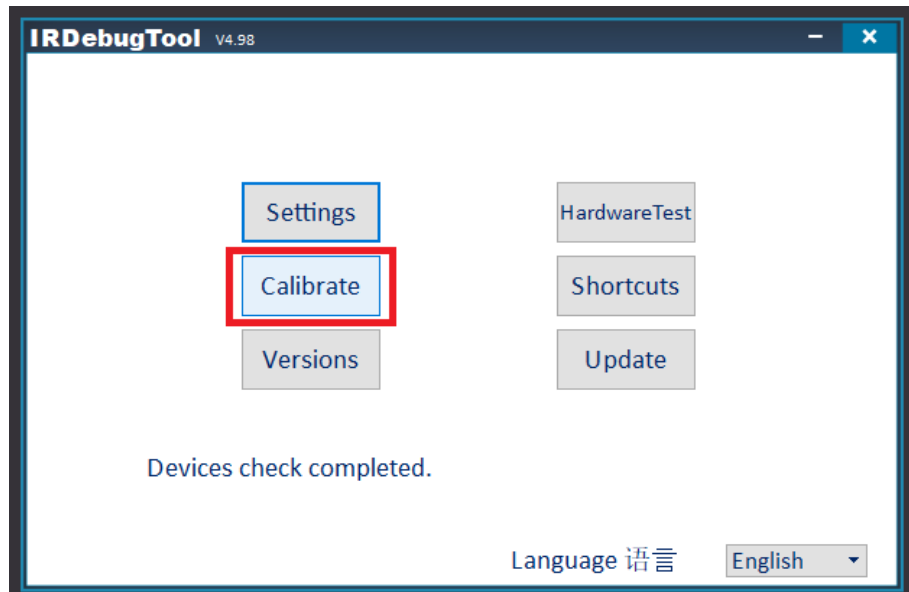 IRDebugTool V4.98
Settings
HardwareTest
Calibrate
Shortcuts
Versions
Update
Devices check completed.
Language 语言
English